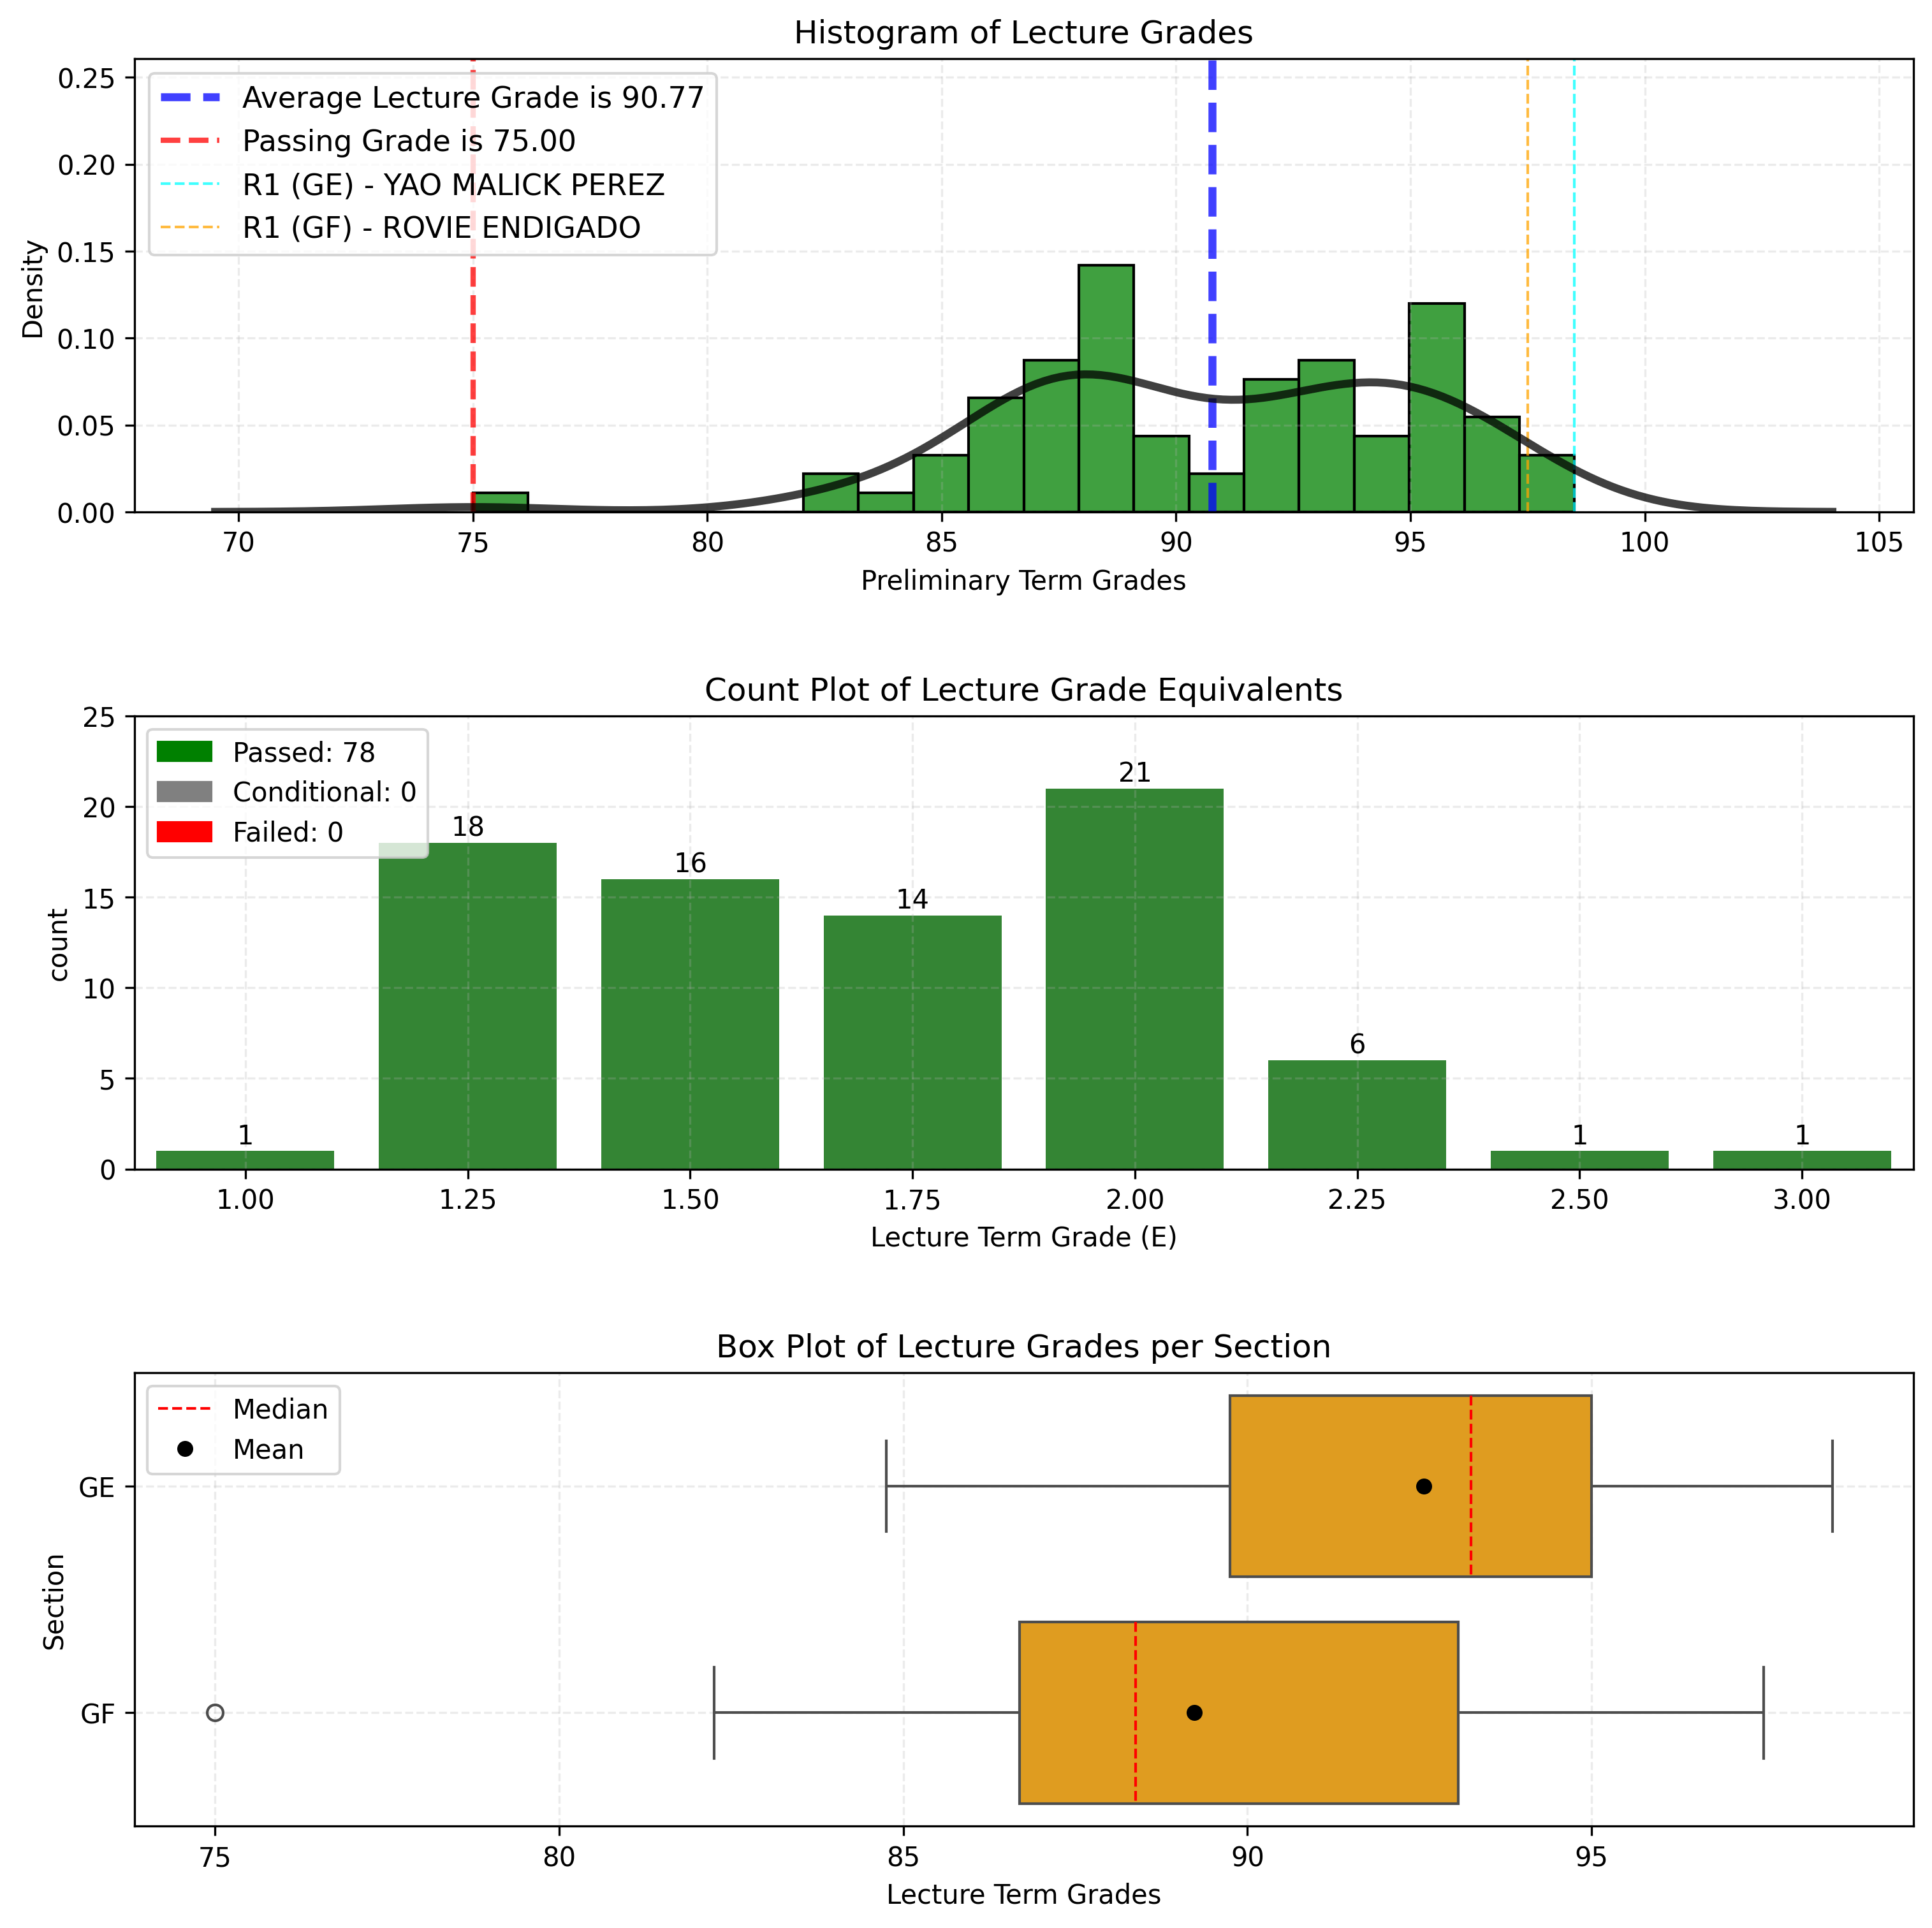 Histogram of Lecture Grades
Average Lecture Grade is 90.77
Passing Grade is 75.00
R1 (GE) - YAO MALICK PEREZ
R1 (GF) - ROVIE ENDIGADO
Density
0.25
0.20
0.15
0.10
0.05
0.00
70 75 80 85 90 95 100 105
Preliminary Term Grades
Count Plot of Lecture Grade Equivalents
Passed: 78
Conditional: 0
Failed: 0
count
25
20
15
10
5
0
1 18 16 14 21 6 1 1
1.00 1.25 1.50 1.75 2.00 2.25 2.50 3.00
Lecture Term Grade (E)
Box Plot of Lecture Grades per Section
Median
Mean
Section
GE
GF
75 80 85 90 95
Lecture Term Grades